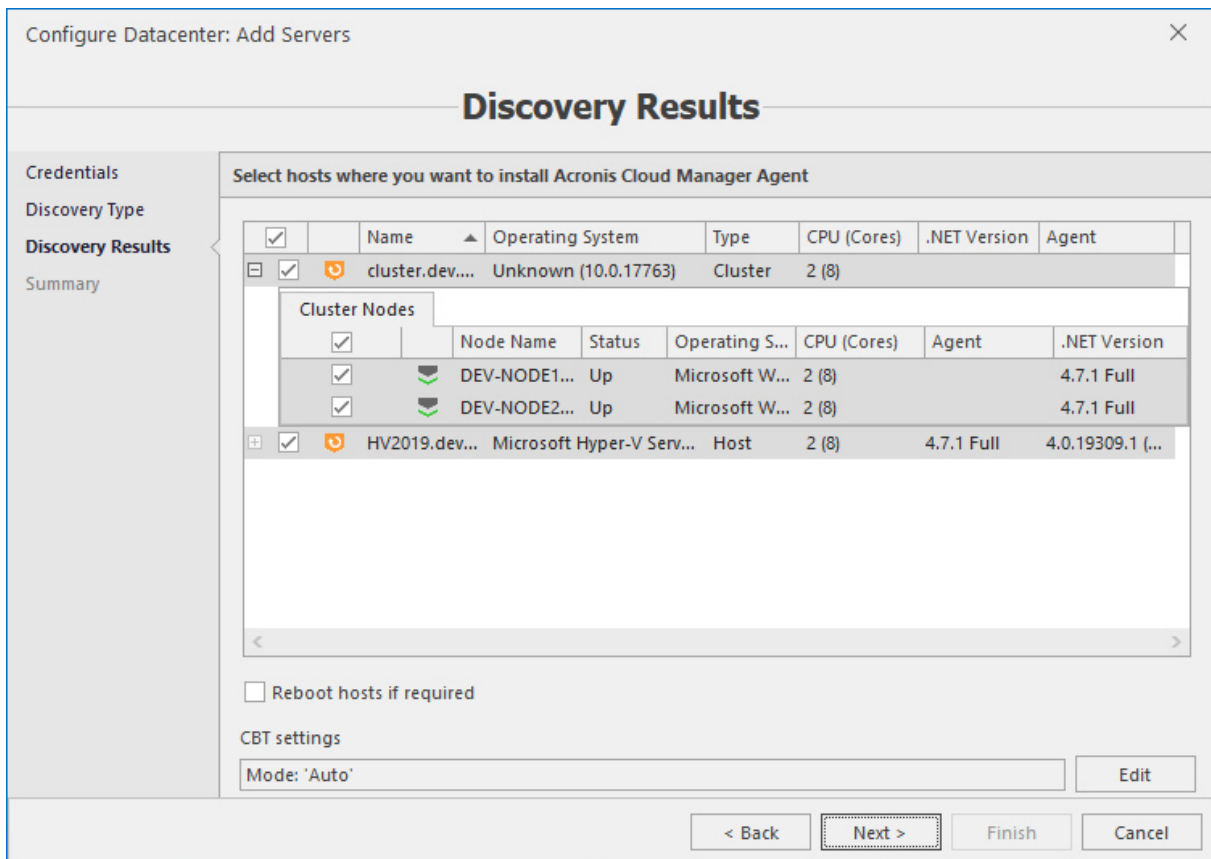 Configure Datacenter: Add Servers
Discovery Results
Credentials
Discovery Type
Discovery Results
Summary
Select hosts where you want to install Acronis Cloud Manager Agent
Name Operating System Type CPU (Cores) .NET Version Agent
cluster.dev.... Unknown (10.0.17763) Cluster 2 (8)
Cluster Nodes
Node Name Status Operating S... CPU (Cores) Agent .NET Version
DEV-NODE1... Up Microsoft W... 2 (8) 4.7.1 Full
DEV-NODE2... Up Microsoft W... 2 (8) 4.7.1 Full
HV2019.dev... Microsoft Hyper-V Serv... Host 2 (8) 4.7.1 Full 4.0.19309.1 (...
Reboot hosts if required
CBT settings
Mode: 'Auto' Edit
< Back Next > Finish Cancel